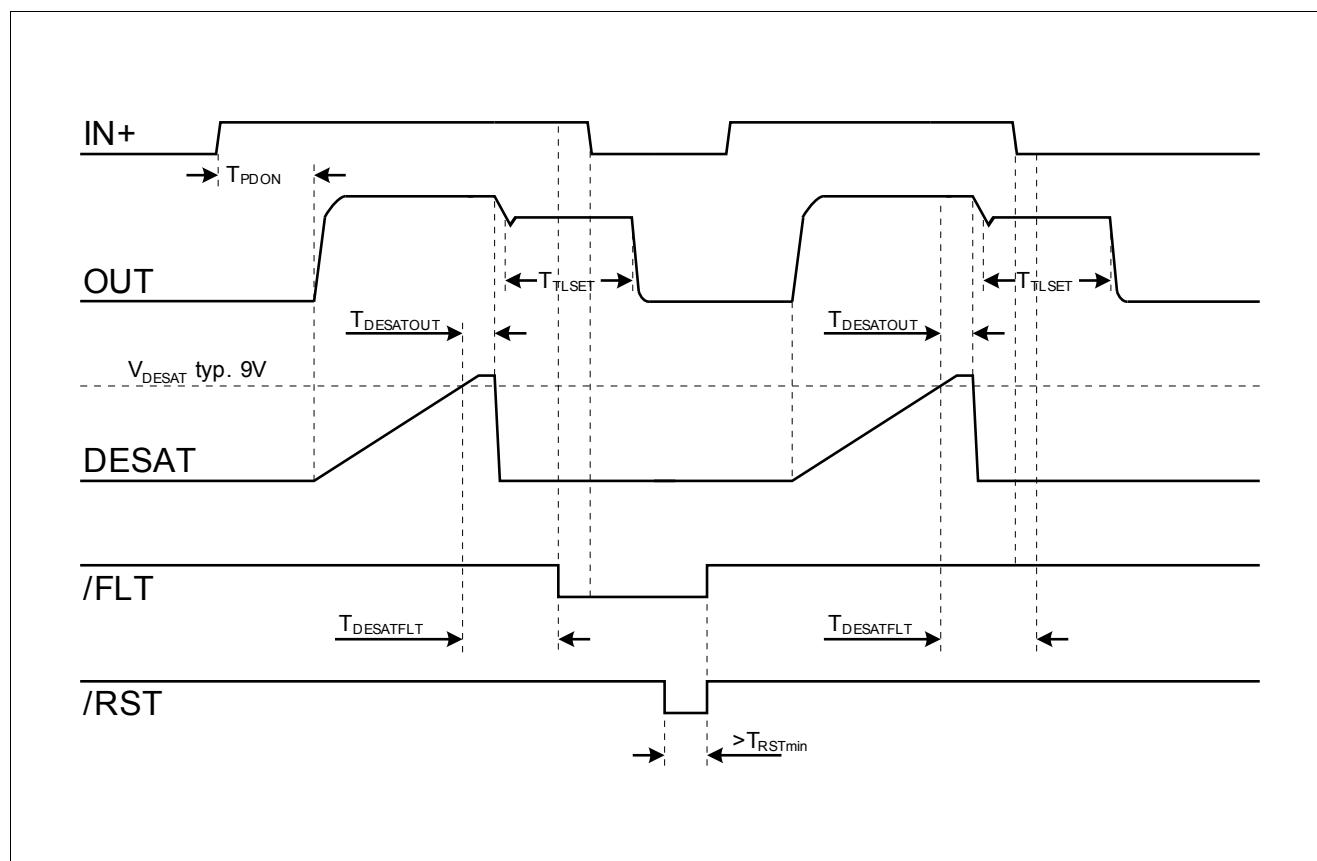 IN+
TPDON
OUT
TTLSET
TTLSET
TDESATOUT
TDESATOUT
VDESAT typ. 9V
DESAT
/FLT
TDESATFLT
TDESATFLT
/RST
>TRSTmin